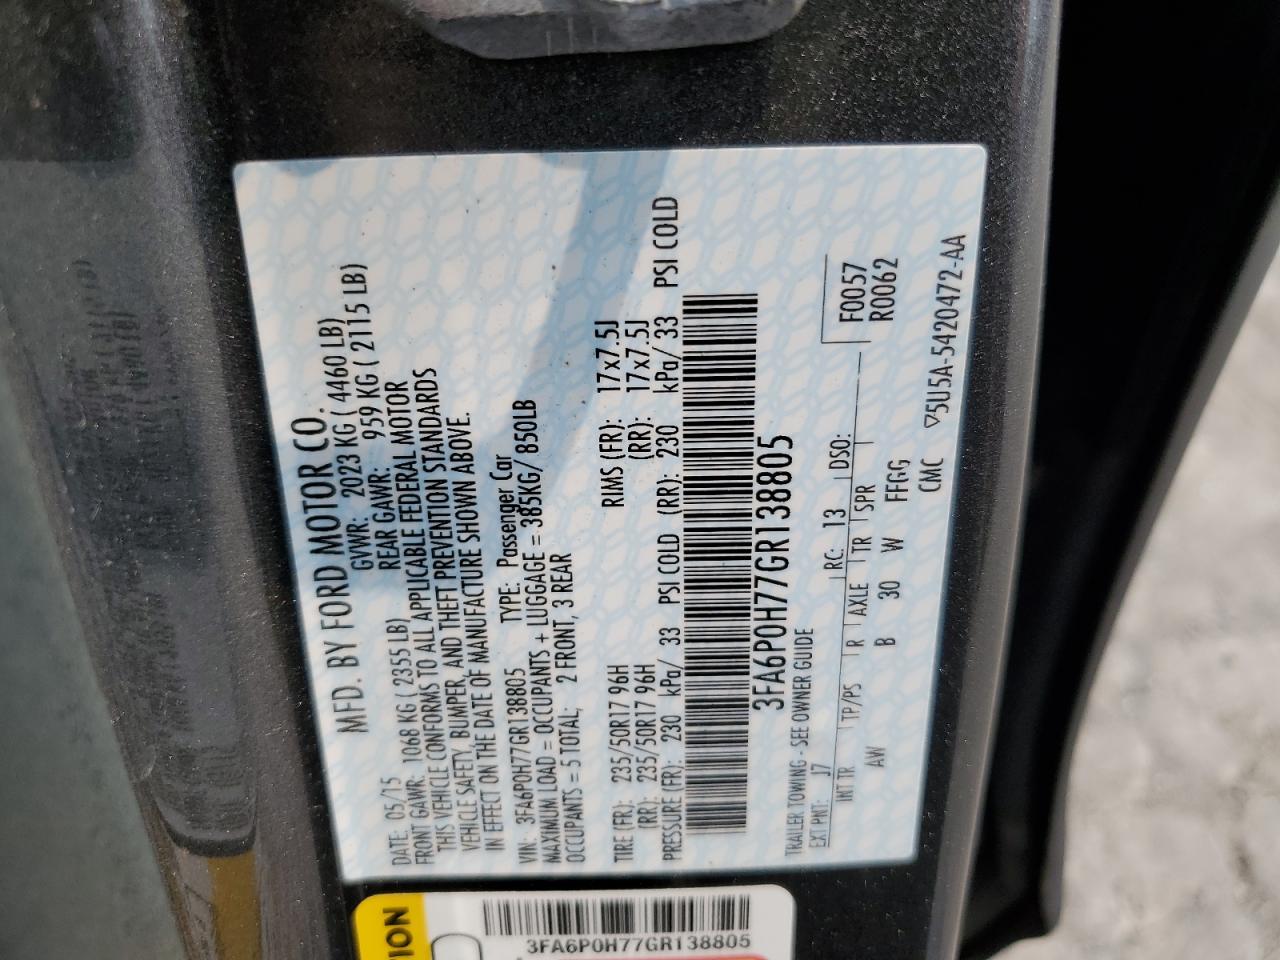 MFD. BY FORD MOTOR CO.
DATE: 05/15 GVWR: 2023 KG ( 4460 LB)
FRONT GAWR: 1068 KG ( 2355 LB) REAR GAWR: 959 KG ( 2115 LB)
THIS VEHICLE CONFORMS TO ALL APPLICABLE FEDERAL MOTOR
VEHICLE SAFETY, BUMPER, AND THEFT PREVENTION STANDARDS
IN EFFECT ON THE DATE OF MANUFACTURE SHOWN ABOVE.
VIN: 3FA6P0H77GR138805 TYPE: Passenger Car
MAXIMUM LOAD = OCCUPANTS + LUGGAGE = 385KG/ 850LB
OCCUPANTS = 5 TOTAL; 2 FRONT, 3 REAR
TIRE (FR): 235/50R17 96H RIMS (FR): 17x7.5J
(RR): 235/50R17 96H (RR): 17x7.5J
PRESSURE (FR): 230 kPa/ 33 PSI COLD (RR): 230 kPa/ 33 PSI COLD
3FA6P0H77GR138805
TRAILER TOWING - SEE OWNER GUIDE
EXT PNT: J7 RC: 13 DSO: F0057
INT TR TP/PS R AXLE TR SPR R0062
AW B 30 W FFGG
CMC ▽5U5A-5420472-AA
3FA6P0H77GR138805